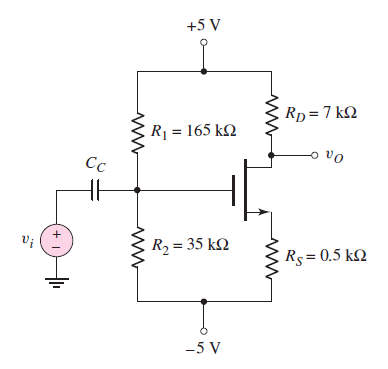 +5 V
R_D = 7 kΩ
R_1 = 165 kΩ
v_O
C_C
+
v_i
−
R_2 = 35 kΩ
R_S = 0.5 kΩ
−5 V